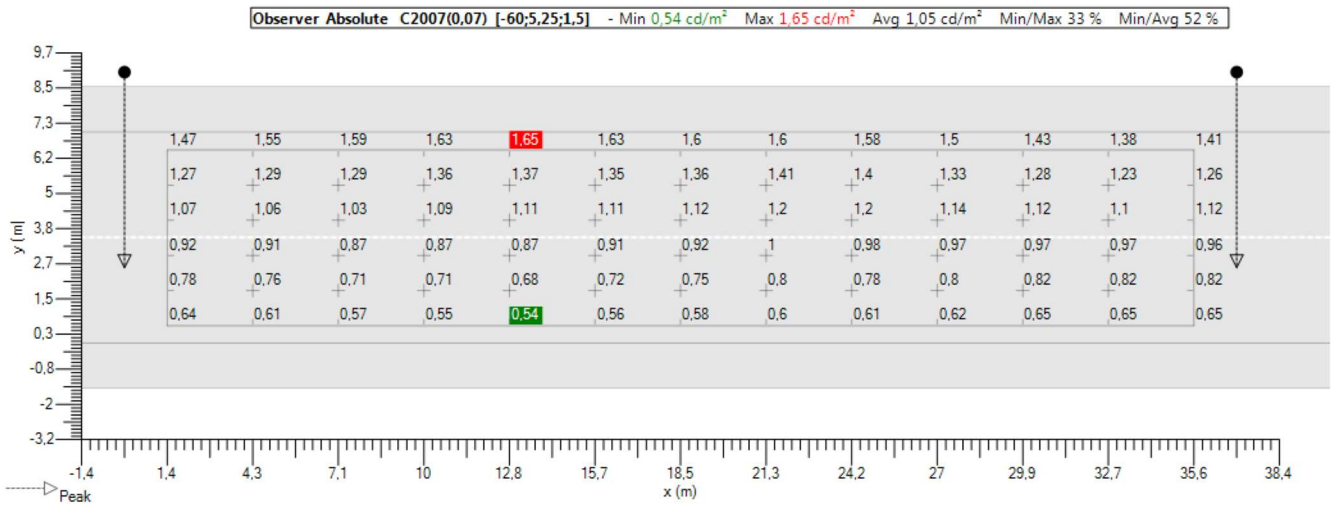 Observer Absolute C2007(0,07) [-60;5,25;1,5] - Min 0,54 cd/m² Max 1,65 cd/m² Avg 1,05 cd/m² Min/Max 33 % Min/Avg 52 %
9,7
8,5
7,3
1,47 1,55 1,59 1,63 1,65 1,63 1,6 1,6 1,58 1,5 1,43 1,38 1,41
6,2
1,27 1,29 1,29 1,36 1,37 1,35 1,36 1,41 1,4 1,33 1,28 1,23 1,26
5
1,07 1,06 1,03 1,09 1,11 1,11 1,12 1,2 1,2 1,14 1,12 1,1 1,12
3,8
y (m)
0,92 0,91 0,87 0,87 0,87 0,91 0,92 1 0,98 0,97 0,97 0,97 0,96
2,7
0,78 0,76 0,71 0,71 0,68 0,72 0,75 0,8 0,78 0,8 0,82 0,82 0,82
1,5
0,64 0,61 0,57 0,55 0,54 0,56 0,58 0,6 0,61 0,62 0,65 0,65 0,65
0,3
-0,8
-2
-3,2
-1,4 1,4 4,3 7,1 10 12,8 15,7 18,5 21,3 24,2 27 29,9 32,7 35,6 38,4
x (m)
Peak